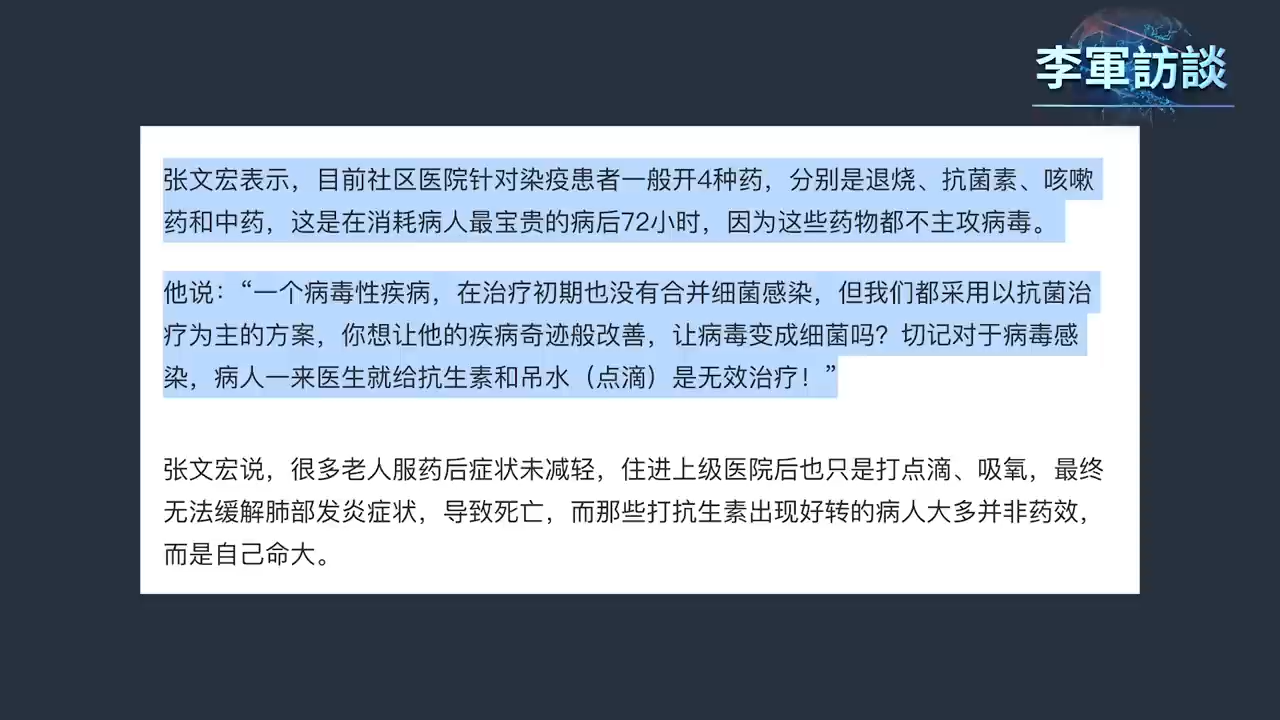 李軍訪談
张文宏表示，目前社区医院针对染疫患者一般开4种药，分别是退烧、抗菌素、咳嗽
药和中药，这是在消耗病人最宝贵的病后72小时，因为这些药物都不主攻病毒。
他说：“一个病毒性疾病，在治疗初期也没有合并细菌感染，但我们都采用以抗菌治
疗为主的方案，你想让他的疾病奇迹般改善，让病毒变成细菌吗？切记对于病毒感
染，病人一来医生就给抗生素和吊水（点滴）是无效治疗！”
张文宏说，很多老人服药后症状未减轻，住进上级医院后也只是打点滴、吸氧，最终
无法缓解肺部发炎症状，导致死亡，而那些打抗生素出现好转的病人大多并非药效，
而是自己命大。